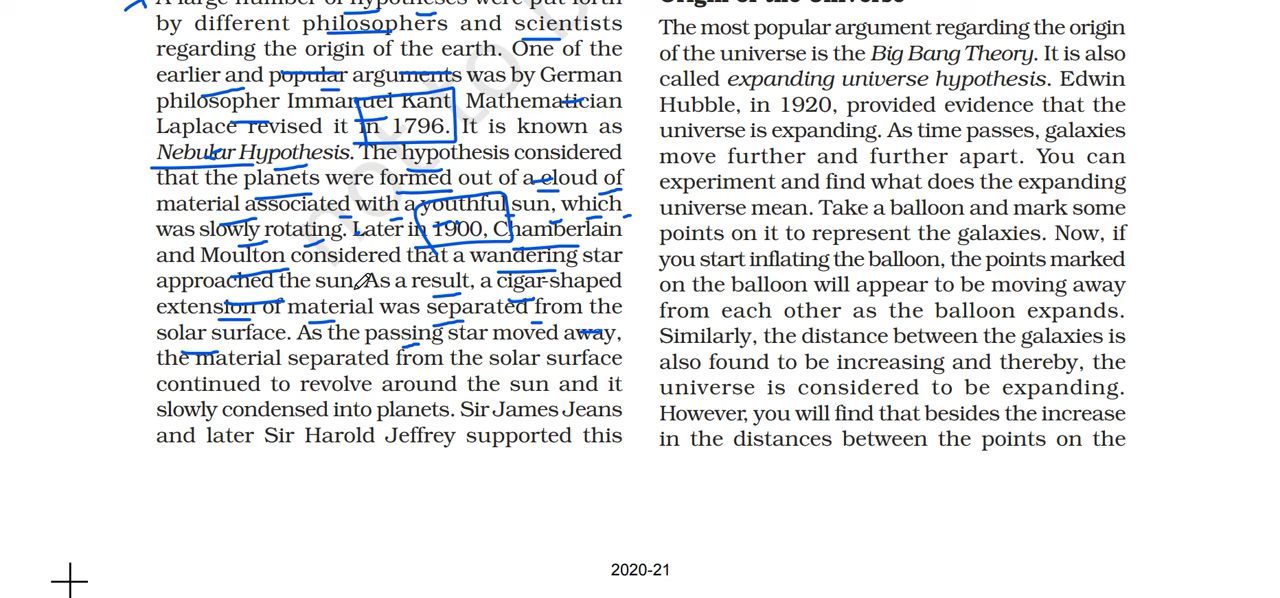 A large number of hypotheses were put forth
by different philosophers and scientists
regarding the origin of the earth. One of the
earlier and popular arguments was by German
philosopher Immanuel Kant. Mathematician
Laplace revised it in 1796. It is known as
Nebular Hypothesis. The hypothesis considered
that the planets were formed out of a cloud of
material associated with a youthful sun, which
was slowly rotating. Later in 1900, Chamberlain
and Moulton considered that a wandering star
approached the sun. As a result, a cigar-shaped
extension of material was separated from the
solar surface. As the passing star moved away,
the material separated from the solar surface
continued to revolve around the sun and it
slowly condensed into planets. Sir James Jeans
and later Sir Harold Jeffrey supported this
Origin of the Universe
The most popular argument regarding the origin
of the universe is the Big Bang Theory. It is also
called expanding universe hypothesis. Edwin
Hubble, in 1920, provided evidence that the
universe is expanding. As time passes, galaxies
move further and further apart. You can
experiment and find what does the expanding
universe mean. Take a balloon and mark some
points on it to represent the galaxies. Now, if
you start inflating the balloon, the points marked
on the balloon will appear to be moving away
from each other as the balloon expands.
Similarly, the distance between the galaxies is
also found to be increasing and thereby, the
universe is considered to be expanding.
However, you will find that besides the increase
in the distances between the points on the
2020-21